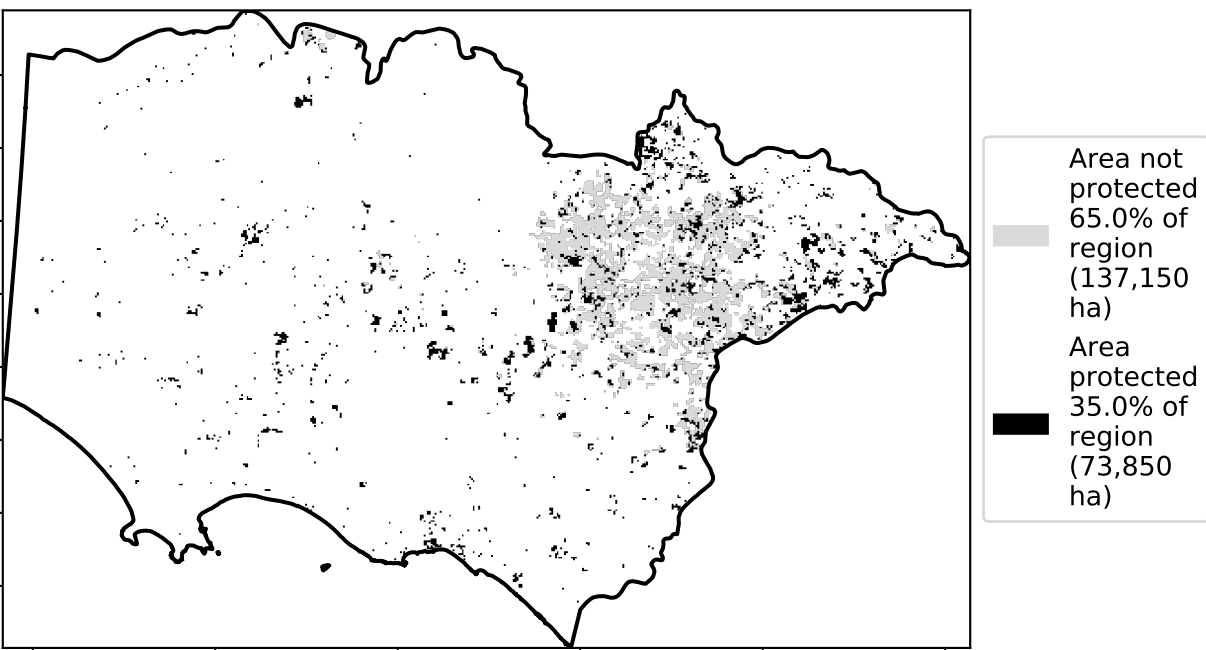 Area not
protected
65.0% of
region
(137,150
ha)
Area
protected
35.0% of
region
(73,850
ha)